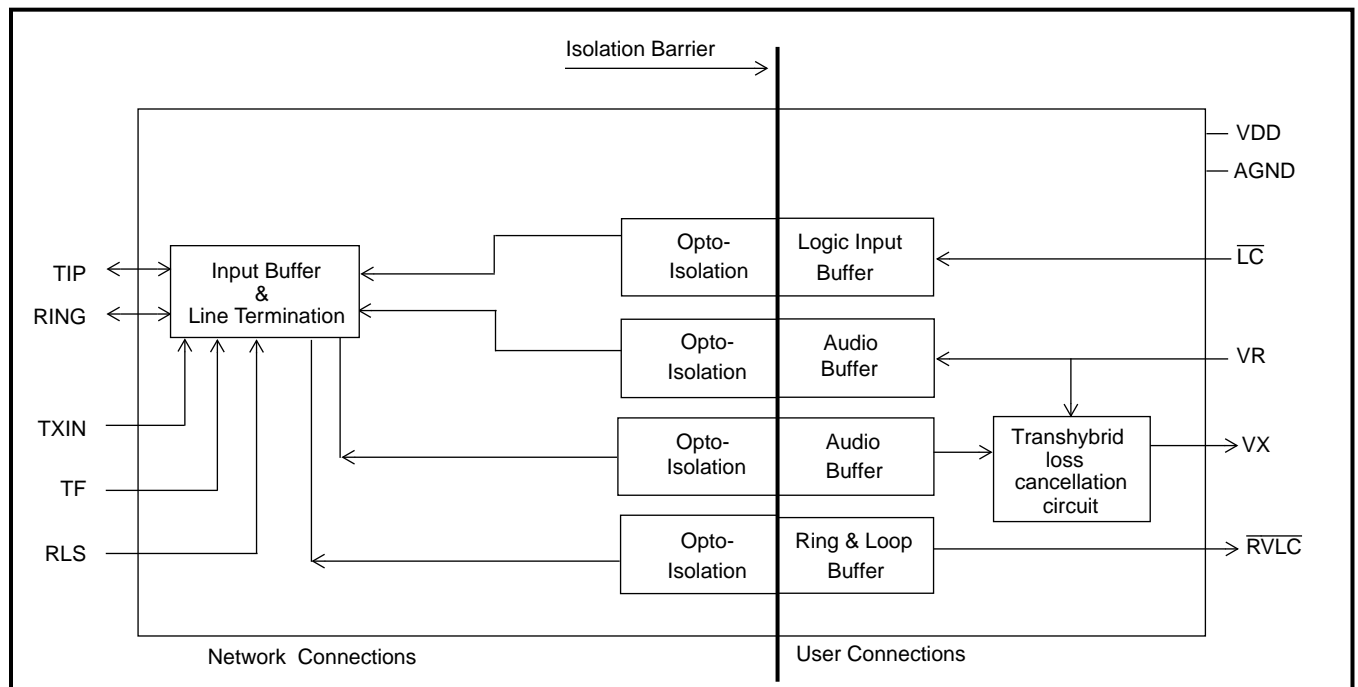 Isolation Barrier
VDD
AGND
Opto-
Isolation
Logic Input
Buffer
LC
TIP
RING
Input Buffer
&
Line Termination
Opto-
Isolation
Audio
Buffer
VR
TXIN
TF
RLS
Opto-
Isolation
Audio
Buffer
Transhybrid
loss
cancellation
circuit
VX
Opto-
Isolation
Ring & Loop
Buffer
RVLC
Network Connections
User Connections